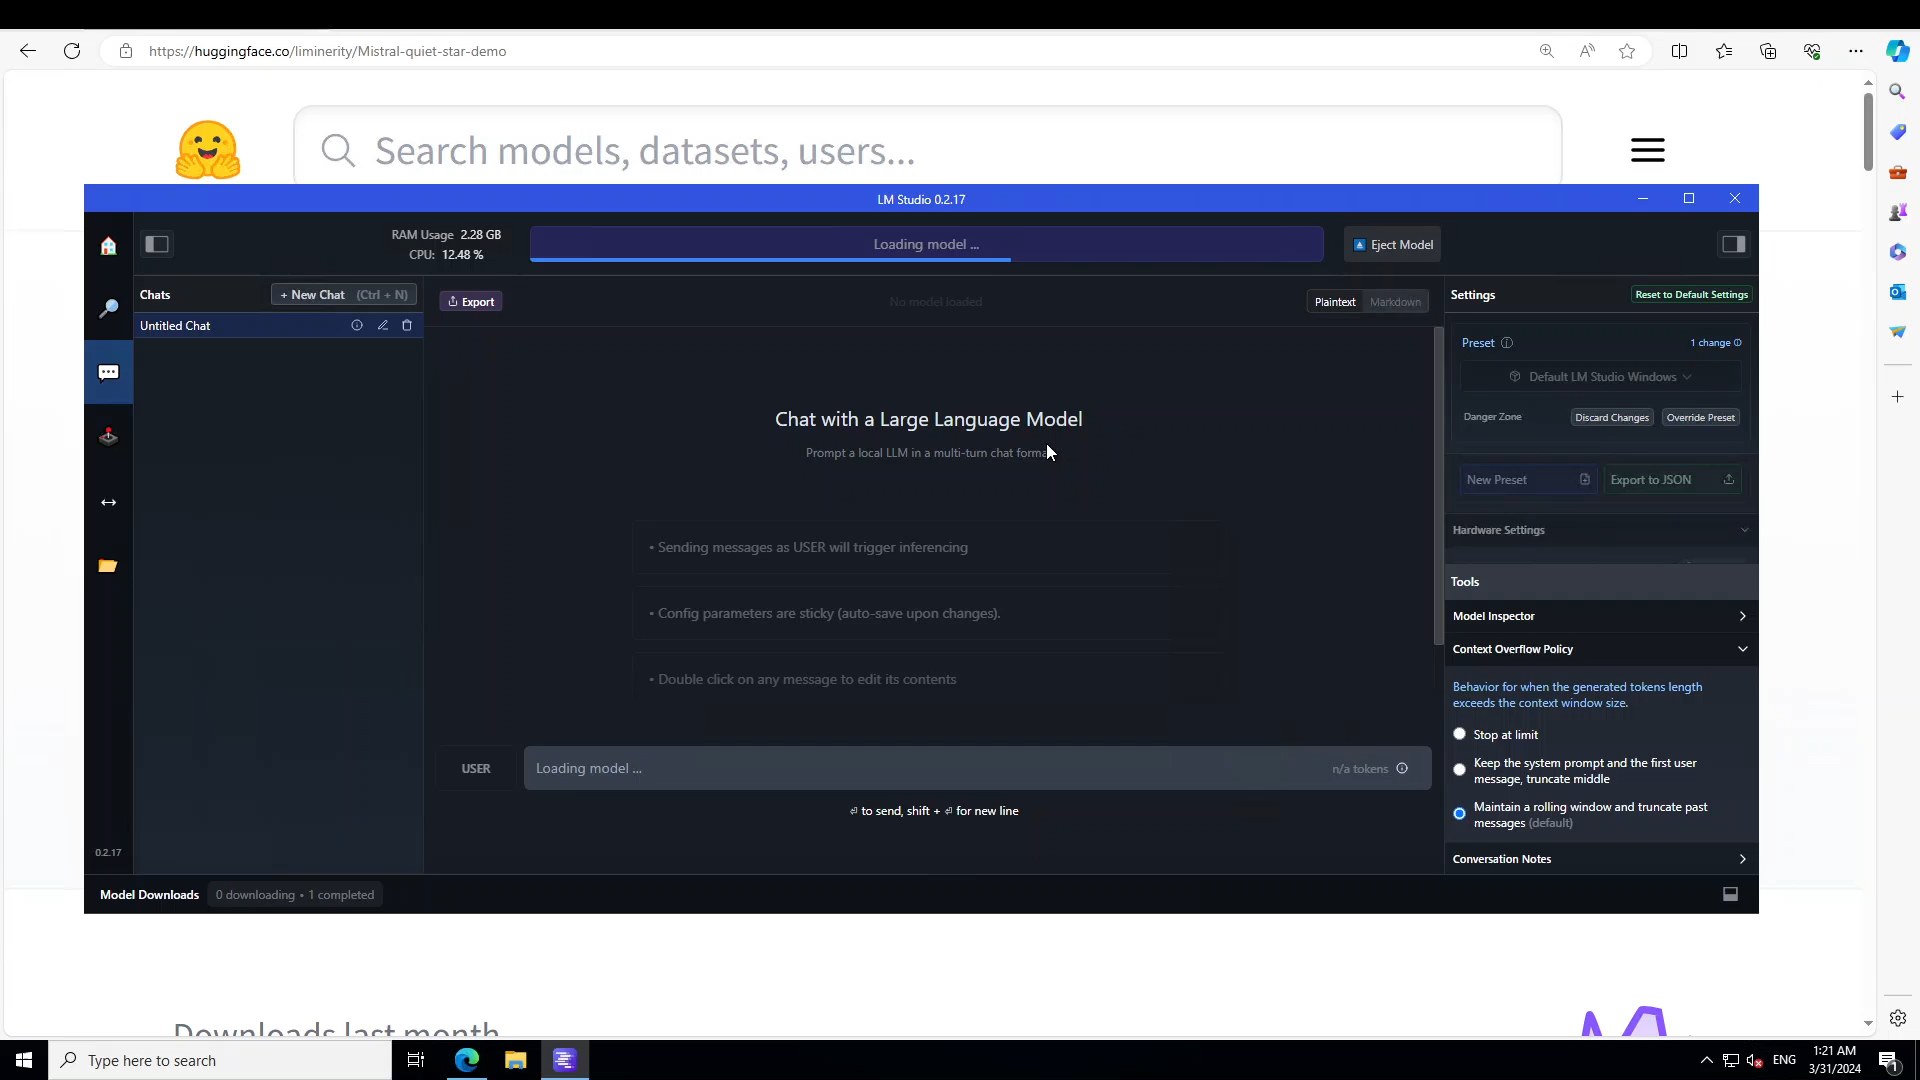 https://huggingface.co/liminerity/Mistral-quiet-star-demo
Search models, datasets, users...
LM Studio 0.2.17
RAM Usage 2.28 GB
CPU: 12.48 %
Loading model ...
Eject Model
Chats
+ New Chat (Ctrl + N)
Untitled Chat
Export
No model loaded
Plaintext
Markdown
Chat with a Large Language Model
Prompt a local LLM in a multi-turn chat forma
• Sending messages as USER will trigger inferencing
• Config parameters are sticky (auto-save upon changes).
• Double click on any message to edit its contents
USER
Loading model ...
n/a tokens
⏎ to send, shift + ⏎ for new line
Settings
Reset to Default Settings
Preset
1 change
Default LM Studio Windows
Danger Zone
Discard Changes
Override Preset
New Preset
Export to JSON
Hardware Settings
Tools
Model Inspector
Context Overflow Policy
Behavior for when the generated tokens length
exceeds the context window size.
Stop at limit
Keep the system prompt and the first user
message, truncate middle
Maintain a rolling window and truncate past
messages (default)
Conversation Notes
0.2.17
Model Downloads
0 downloading • 1 completed
Downloads last month
Type here to search
ENG
1:21 AM
3/31/2024
1